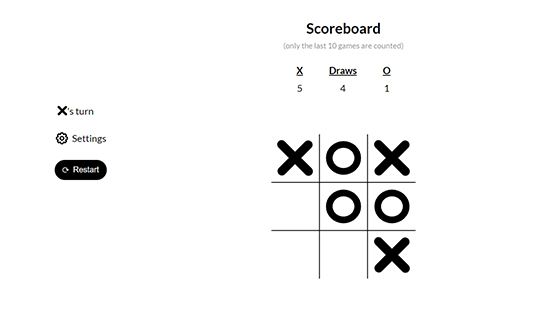 Scoreboard
(only the last 10 games are counted)
X Draws O
5 4 1
X's turn
Settings
Restart
X O X
O O
X